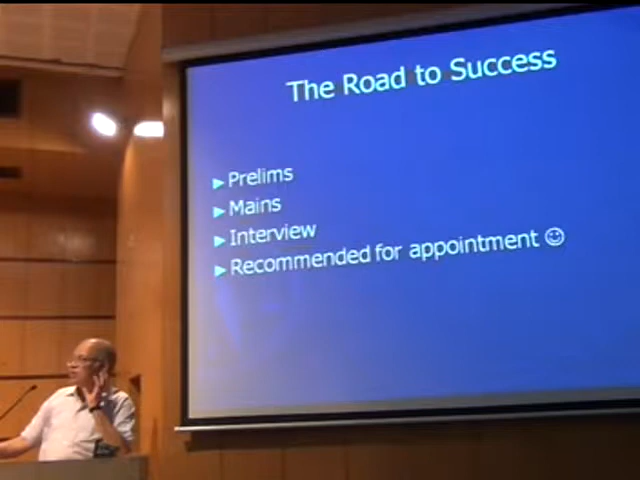 The Road to Success
►Prelims
►Mains
►Interview
►Recommended for appointment ☺